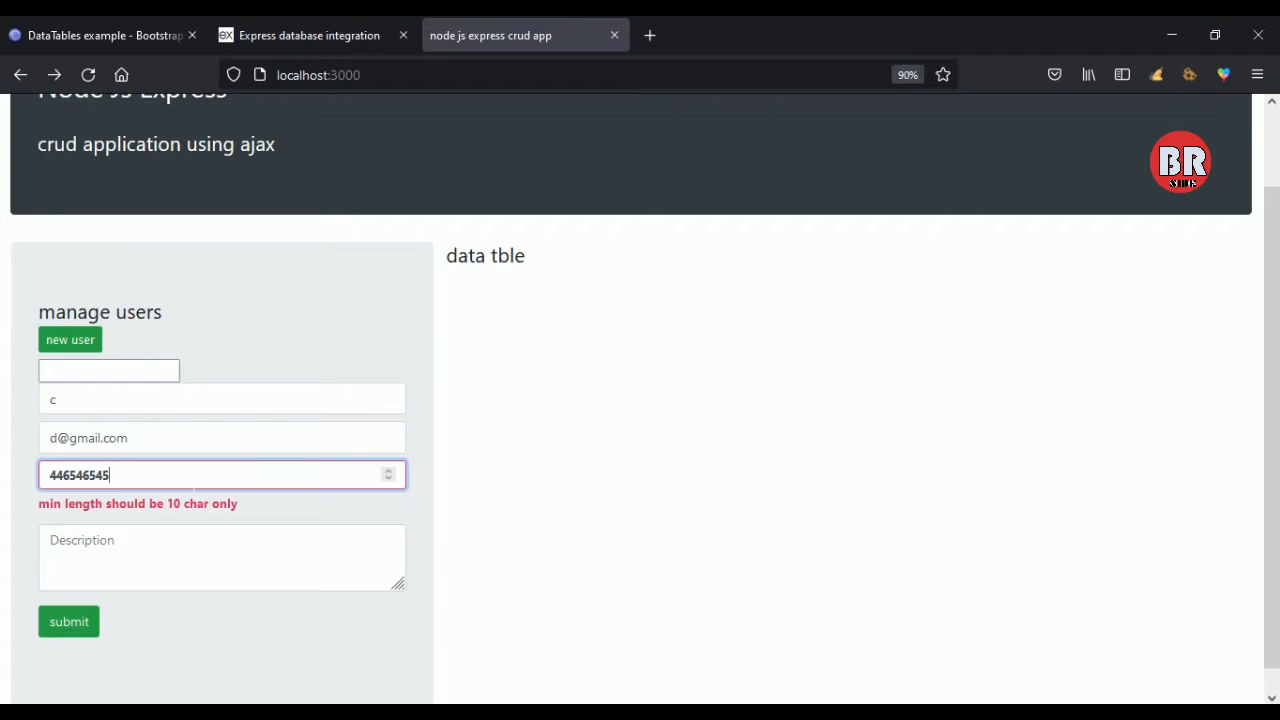 DataTables example - Bootstrap
Express database integration
node js express crud app
localhost:3000
90%
Node Js Express
crud application using ajax
BR
data tble
manage users
new user
c
d@gmail.com
446546545
min length should be 10 char only
Description
submit